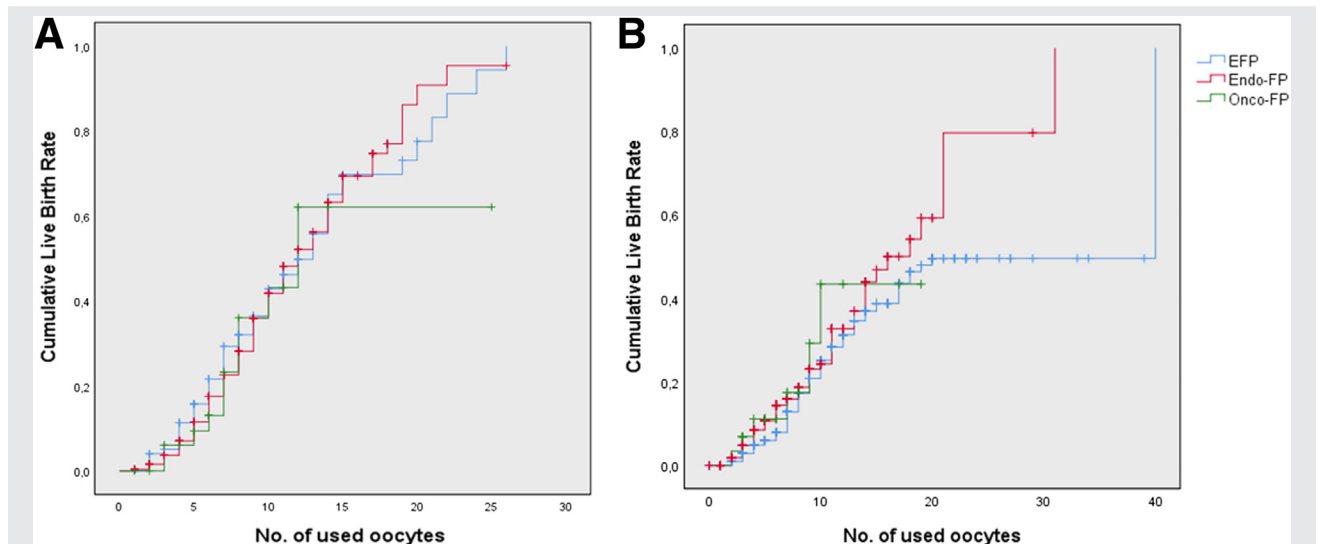 A
Cumulative Live Birth Rate
1,0
0,8
0,6
0,4
0,2
0,0
0 5 10 15 20 25 30
No. of used oocytes
B
Cumulative Live Birth Rate
1,0
0,8
0,6
0,4
0,2
0,0
0 10 20 30 40
No. of used oocytes
EFP
Endo-FP
Onco-FP